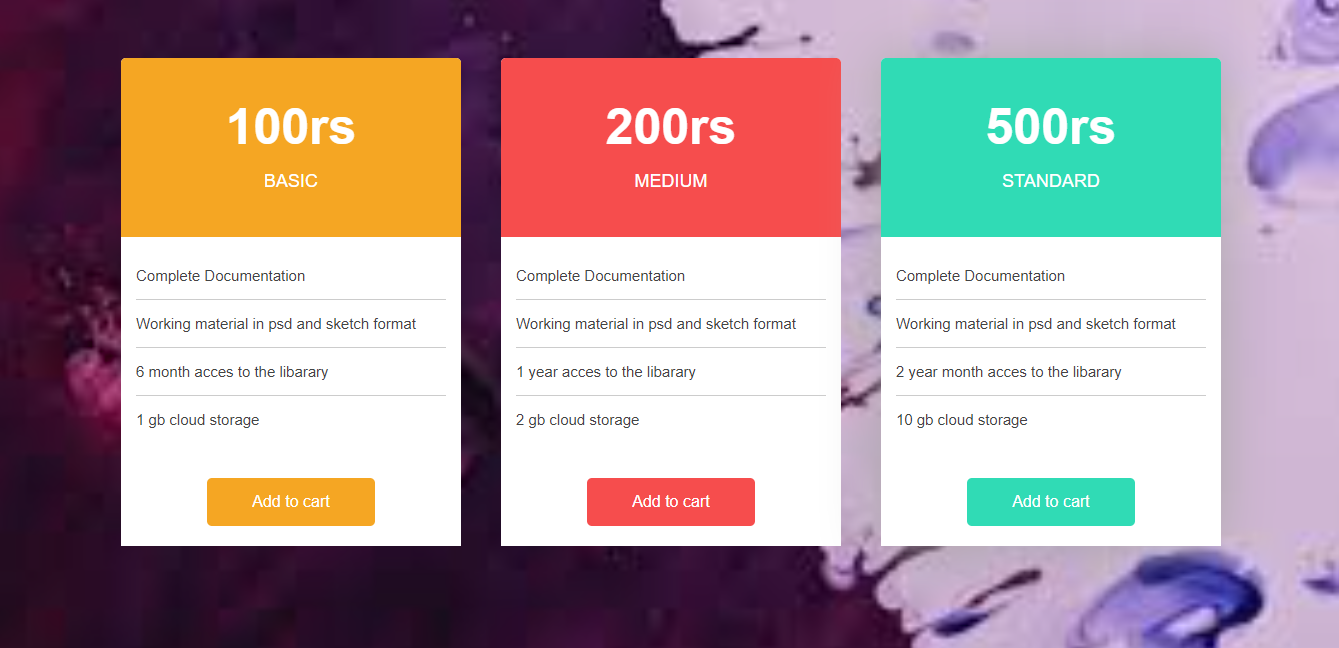 100rs
BASIC
Complete Documentation
Working material in psd and sketch format
6 month acces to the libarary
1 gb cloud storage
Add to cart
200rs
MEDIUM
Complete Documentation
Working material in psd and sketch format
1 year acces to the libarary
2 gb cloud storage
Add to cart
500rs
STANDARD
Complete Documentation
Working material in psd and sketch format
2 year month acces to the libarary
10 gb cloud storage
Add to cart